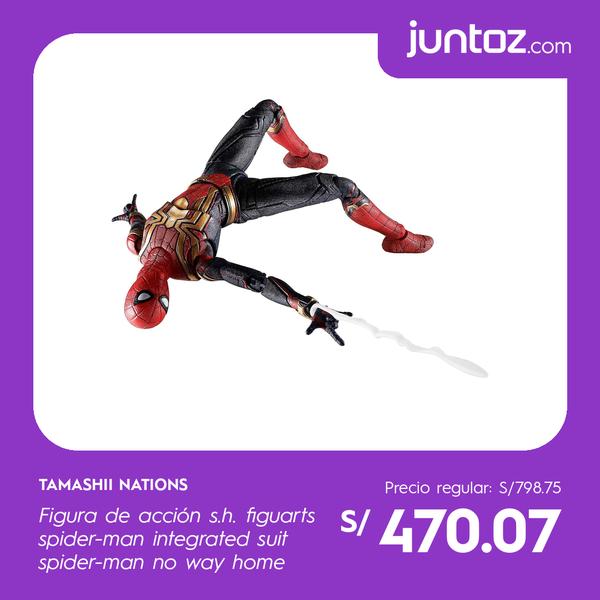 juntoz.com
TAMASHII NATIONS
Figura de acción s.h. figuarts
spider-man integrated suit
spider-man no way home
Precio regular: S/798.75
S/ 470.07